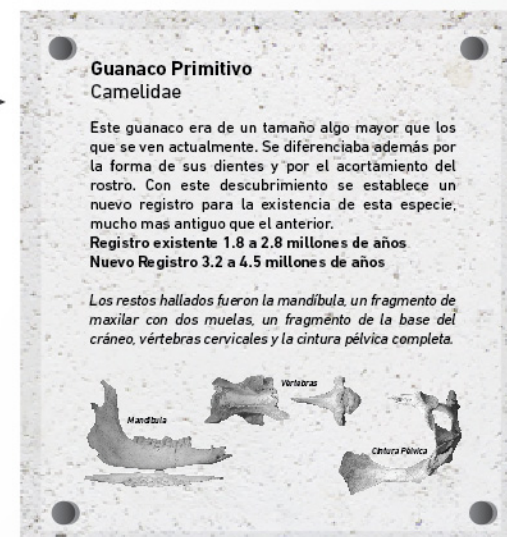 Guanaco Primitivo
Camelidae
Este guanaco era de un tamaño algo mayor que los
que se ven actualmente. Se diferenciaba además por
la forma de sus dientes y por el acortamiento del
rostro. Con este descubrimiento se establece un
nuevo registro para la existencia de esta especie,
mucho mas antiguo que el anterior.
Registro existente 1.8 a 2.8 millones de años
Nuevo Registro 3.2 a 4.5 millones de años
Los restos hallados fueron la mandíbula, un fragmento de
maxilar con dos muelas, un fragmento de la base del
cráneo, vértebras cervicales y la cintura pélvica completa.
Vértebras
Mandíbula
Cintura Pélvica